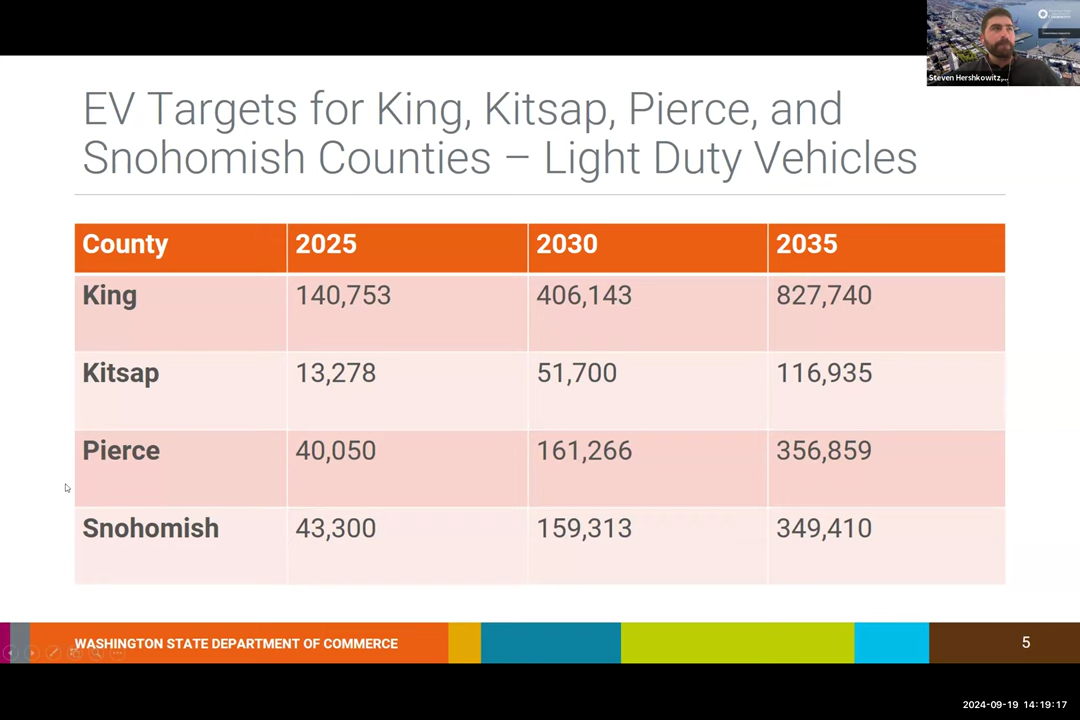 Steven Hershkowitz,...
EV Targets for King, Kitsap, Pierce, and
Snohomish Counties – Light Duty Vehicles
County 2025 2030 2035
King 140,753 406,143 827,740
Kitsap 13,278 51,700 116,935
Pierce 40,050 161,266 356,859
Snohomish 43,300 159,313 349,410
WASHINGTON STATE DEPARTMENT OF COMMERCE 5
2024-09-19 14:19:17